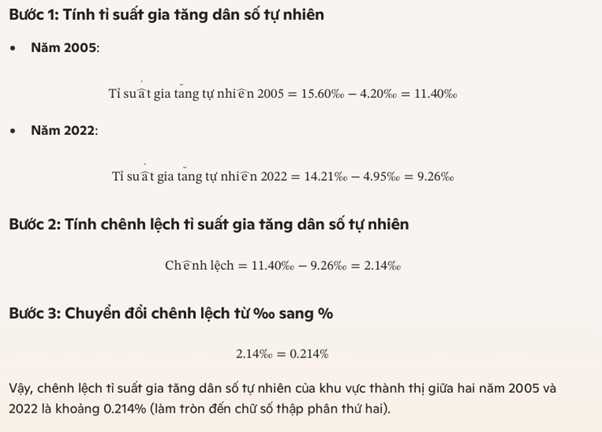 Bước 1: Tính tỉ suất gia tăng dân số tự nhiên
• Năm 2005:
Tỉ suất gia tăng tự nhiên 2005 = 15.60‰ − 4.20‰ = 11.40‰
• Năm 2022:
Tỉ suất gia tăng tự nhiên 2022 = 14.21‰ − 4.95‰ = 9.26‰
Bước 2: Tính chênh lệch tỉ suất gia tăng dân số tự nhiên
Chênh lệch = 11.40‰ − 9.26‰ = 2.14‰
Bước 3: Chuyển đổi chênh lệch từ ‰ sang %
2.14‰ = 0.214%
Vậy, chênh lệch tỉ suất gia tăng dân số tự nhiên của khu vực thành thị giữa hai năm 2005 và
2022 là khoảng 0.214% (làm tròn đến chữ số thập phân thứ hai).